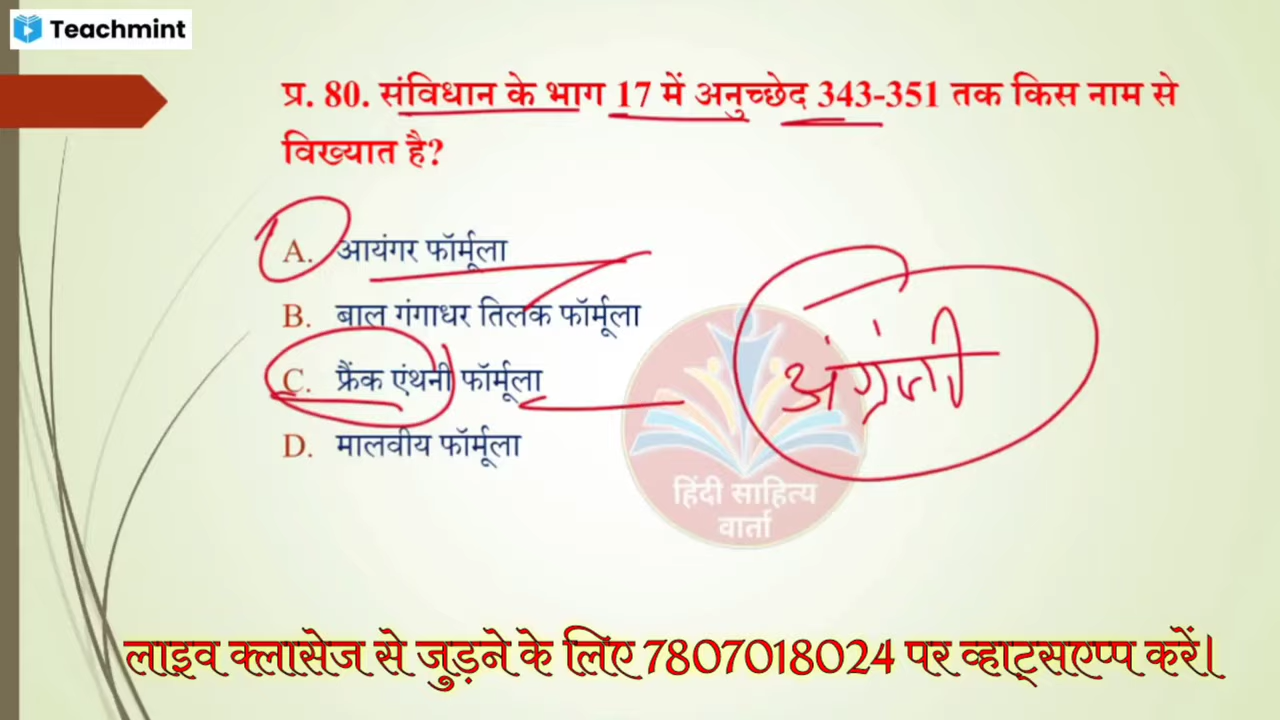 Teachmint
प्र. 80. संविधान के भाग 17 में अनुच्छेद 343-351 तक किस नाम से
विख्यात है?
A. आयंगर फॉर्मूला
B. बाल गंगाधर तिलक फॉर्मूला
C. फ्रैंक एंथनी फॉर्मूला
D. मालवीय फॉर्मूला
अंग्रेजी
हिंदी साहित्य
वार्ता
लाइव क्लासेज से जुड़ने के लिए 7807018024 पर व्हाट्सएप्प करें।